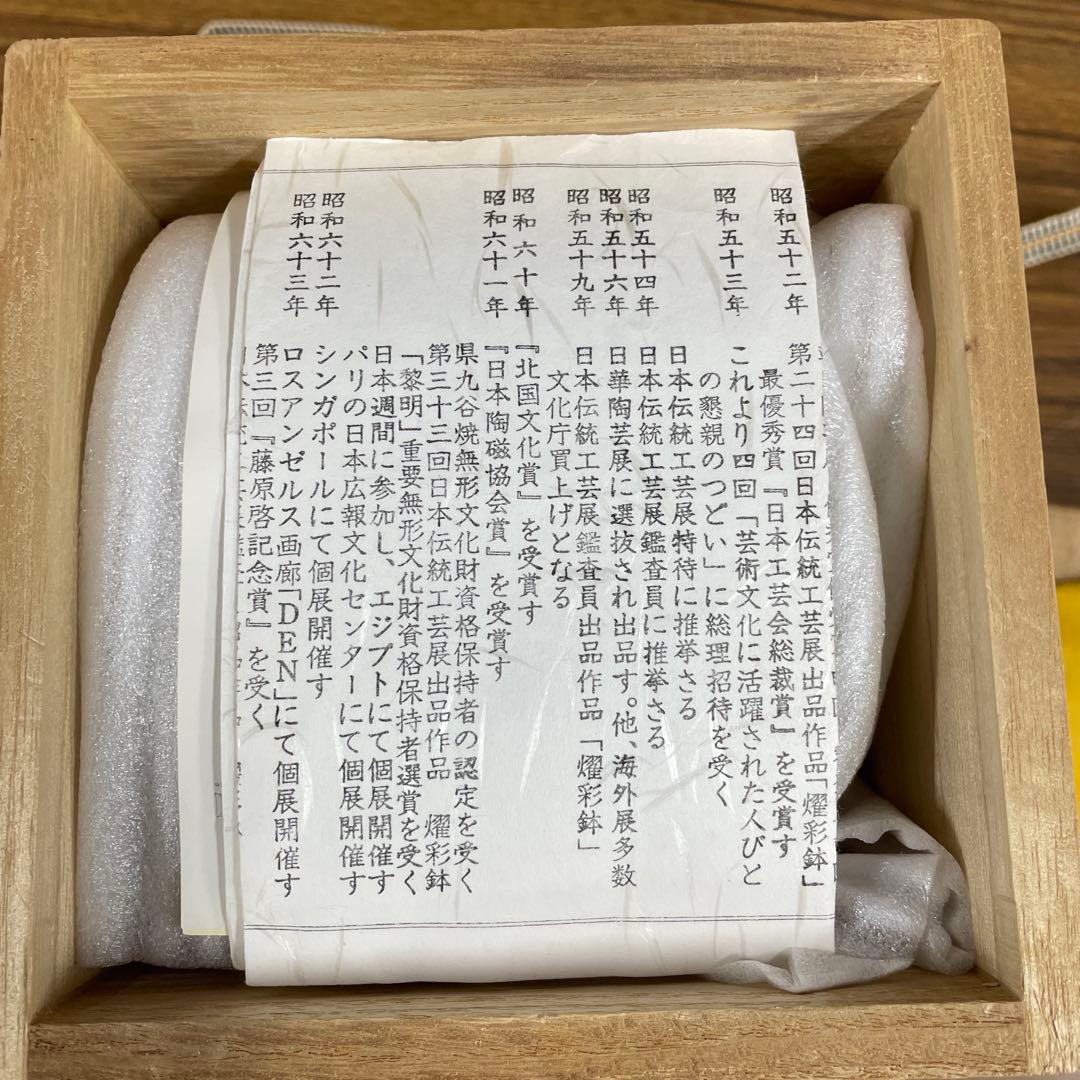 昭和五十二年 第二十四回日本伝統工芸展出品作品「燿彩鉢」
最優秀賞『日本工芸会総裁賞』を受賞す
昭和五十三年 これより四回「芸術文化に活躍された人びと
の懇親のつどい」に総理招待を受く
日本伝統工芸展特待に推挙さる
昭和五十四年 日本伝統工芸展鑑査員に推挙さる
昭和五十六年 日華陶芸展に選抜され出品す。他、海外展多数
昭和五十九年 日本伝統工芸展鑑査員出品作品「燿彩鉢」
文化庁買上げとなる
昭和六十年 『北国文化賞』を受賞す
昭和六十一年 『日本陶磁協会賞』を受賞す
県九谷焼無形文化財資格保持者の認定を受く
第三十三回日本伝統工芸展出品作品 燿彩鉢
「黎明」重要無形文化財資格保持者選賞を受く
日本週間に参加し、エジプトにて個展開催す
パリの日本広報文化センターにて個展開催す
昭和六十二年 シンガポールにて個展開催す
昭和六十三年 ロスアンゼルス画廊「DEN」にて個展開催す
第三回『藤原啓記念賞』を受く